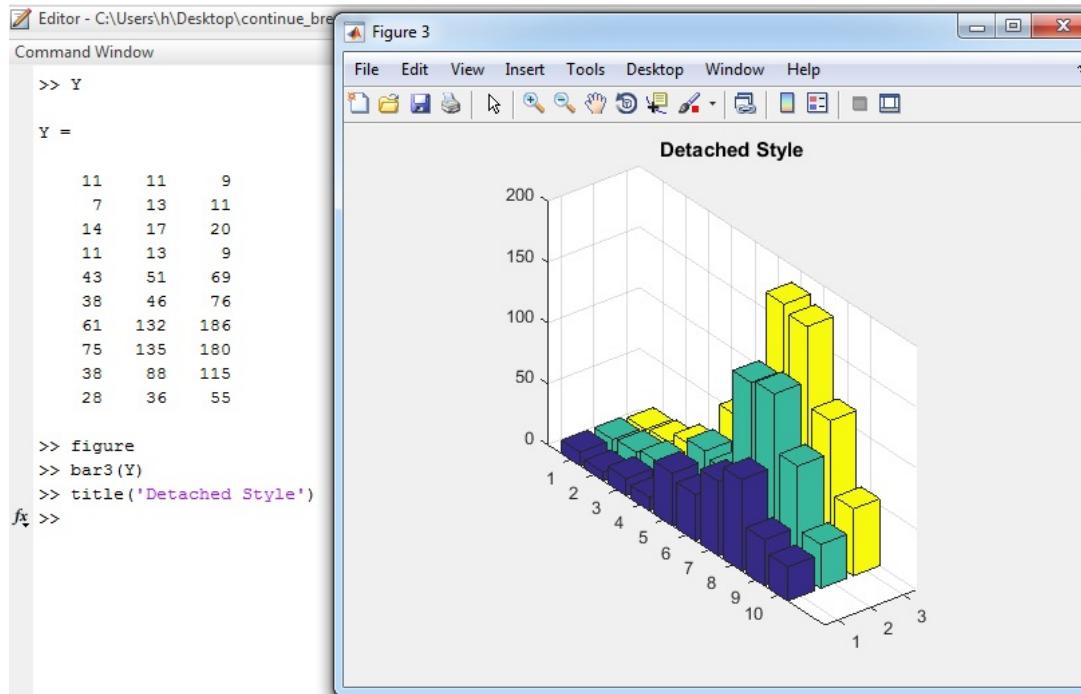 Editor - C:\Users\h\Desktop\continue_bre
Command Window
>> Y
Y =
11 11 9
7 13 11
14 17 20
11 13 9
43 51 69
38 46 76
61 132 186
75 135 180
38 88 115
28 36 55
>> figure
>> bar3(Y)
>> title('Detached Style')
fx >>
Figure 3
File Edit View Insert Tools Desktop Window Help
Detached Style
200
150
100
50
0
1
2
3
4
5
6
7
8
9
10
1
2
3